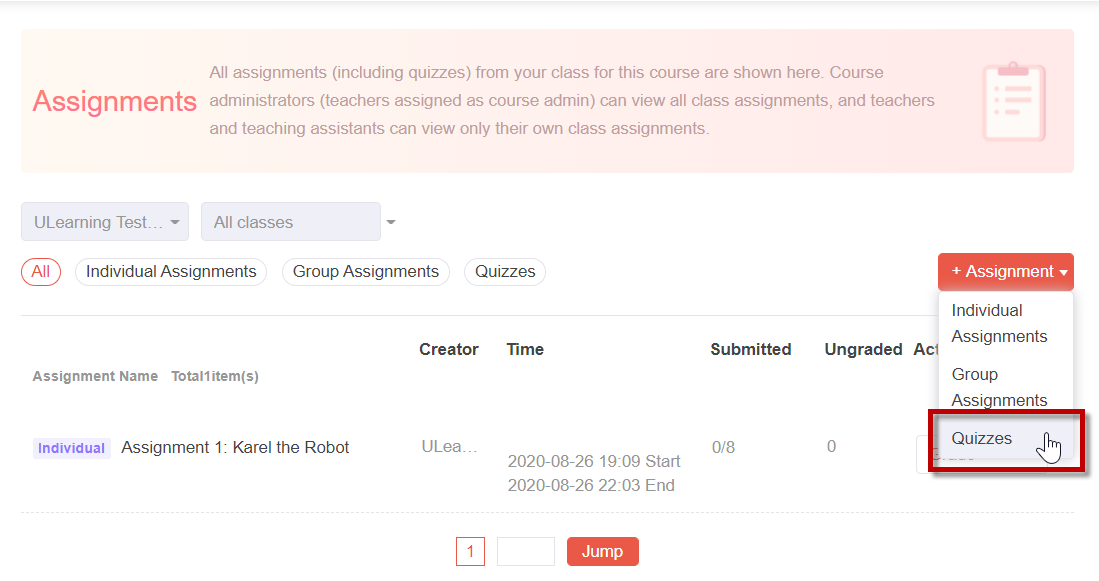 All assignments (including quizzes) from your class for this course are shown here. Course
Assignments administrators (teachers assigned as course admin) can view all class assignments, and teachers
and teaching assistants can view only their own class assignments.
ULearning Test… All classes
All Individual Assignments Group Assignments Quizzes + Assignment
Individual
Assignments
Creator Time Submitted Ungraded Act
Assignment Name Total1item(s)
Group
Assignments
Quizzes
Individual Assignment 1: Karel the Robot ULea… 0/8 0
2020-08-26 19:09 Start
2020-08-26 22:03 End
1 Jump